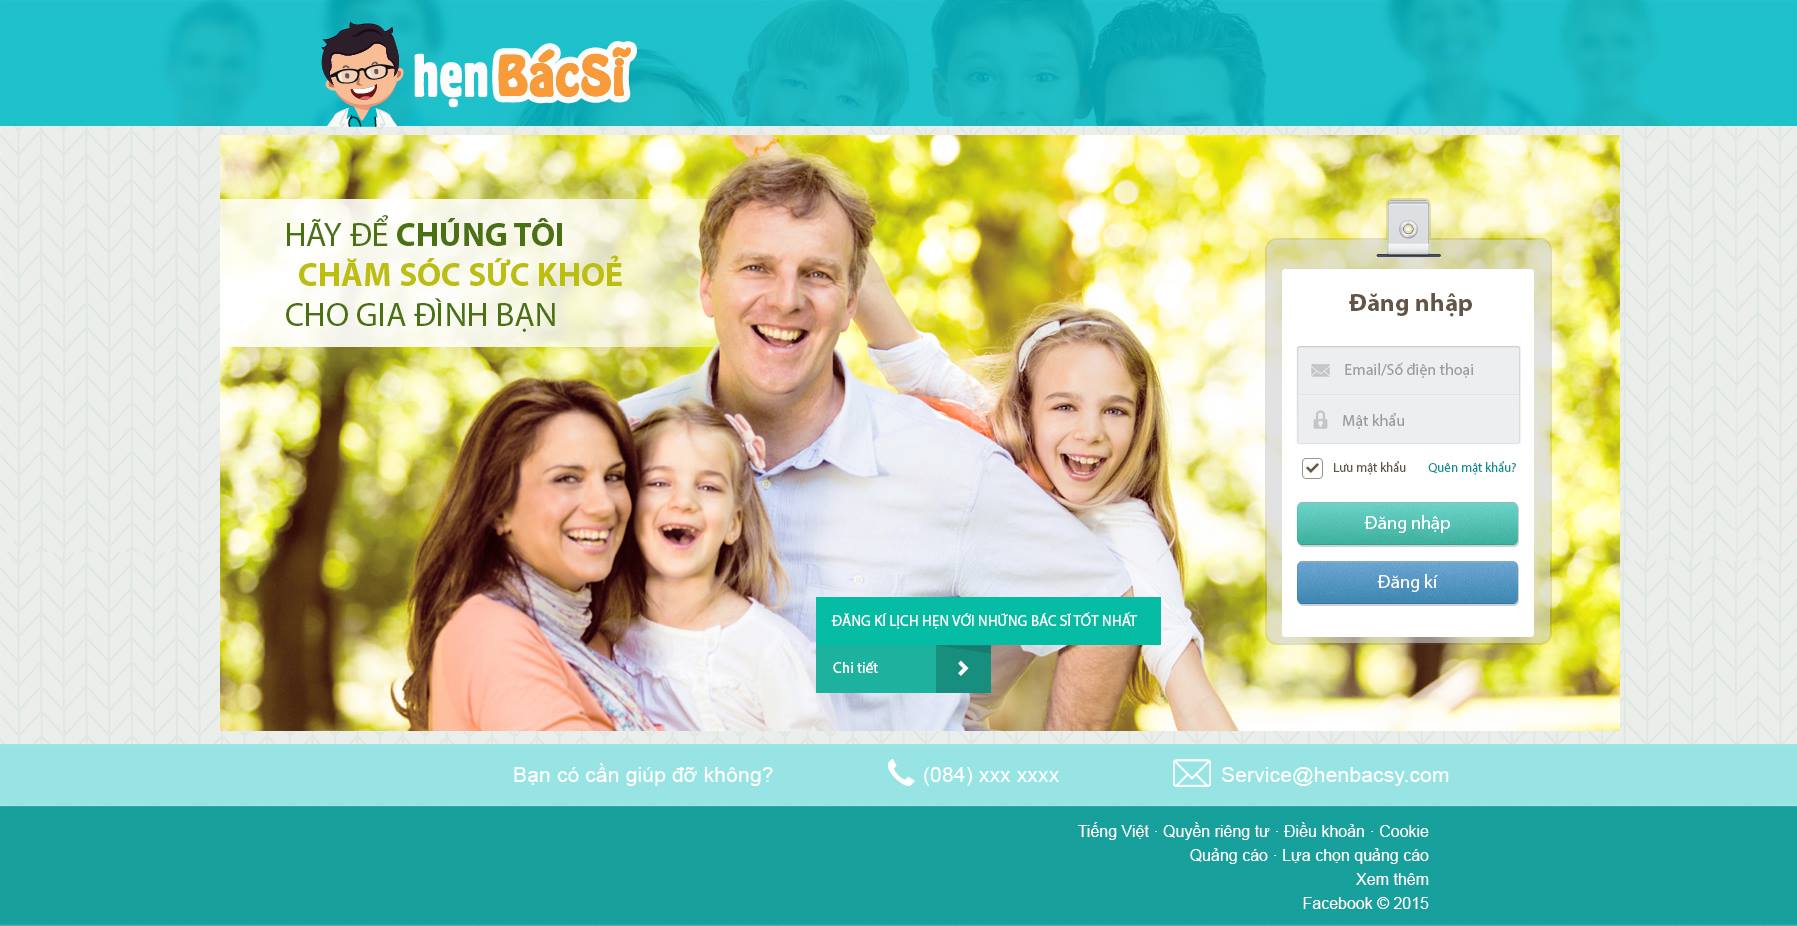 hẹn BácSĩ
HÃY ĐỂ CHÚNG TÔI
CHĂM SÓC SỨC KHOẺ
CHO GIA ĐÌNH BẠN
Đăng nhập
Email/Số điện thoại
Mật khẩu
Lưu mật khẩu Quên mật khẩu?
Đăng nhập
Đăng kí
ĐĂNG KÍ LỊCH HẸN VỚI NHỮNG BÁC SĨ TỐT NHẤT
Chi tiết
Bạn có cần giúp đỡ không? (084) xxx xxxx Service@henbacsy.com
Tiếng Việt · Quyền riêng tư · Điều khoản · Cookie
Quảng cáo · Lựa chọn quảng cáo
Xem thêm
Facebook © 2015